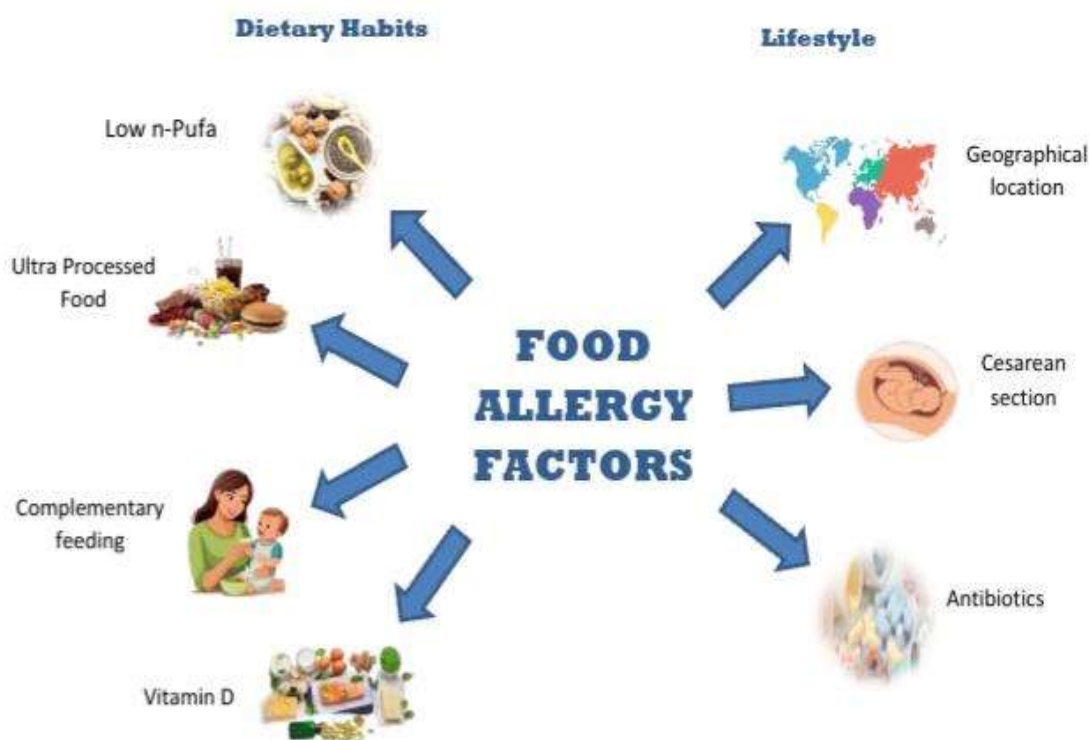 Dietary Habits
Lifestyle
Low n-Pufa
Geographical
location
Ultra Processed
Food
FOOD
ALLERGY
FACTORS
Cesarean
section
Complementary
feeding
Antibiotics
Vitamin D